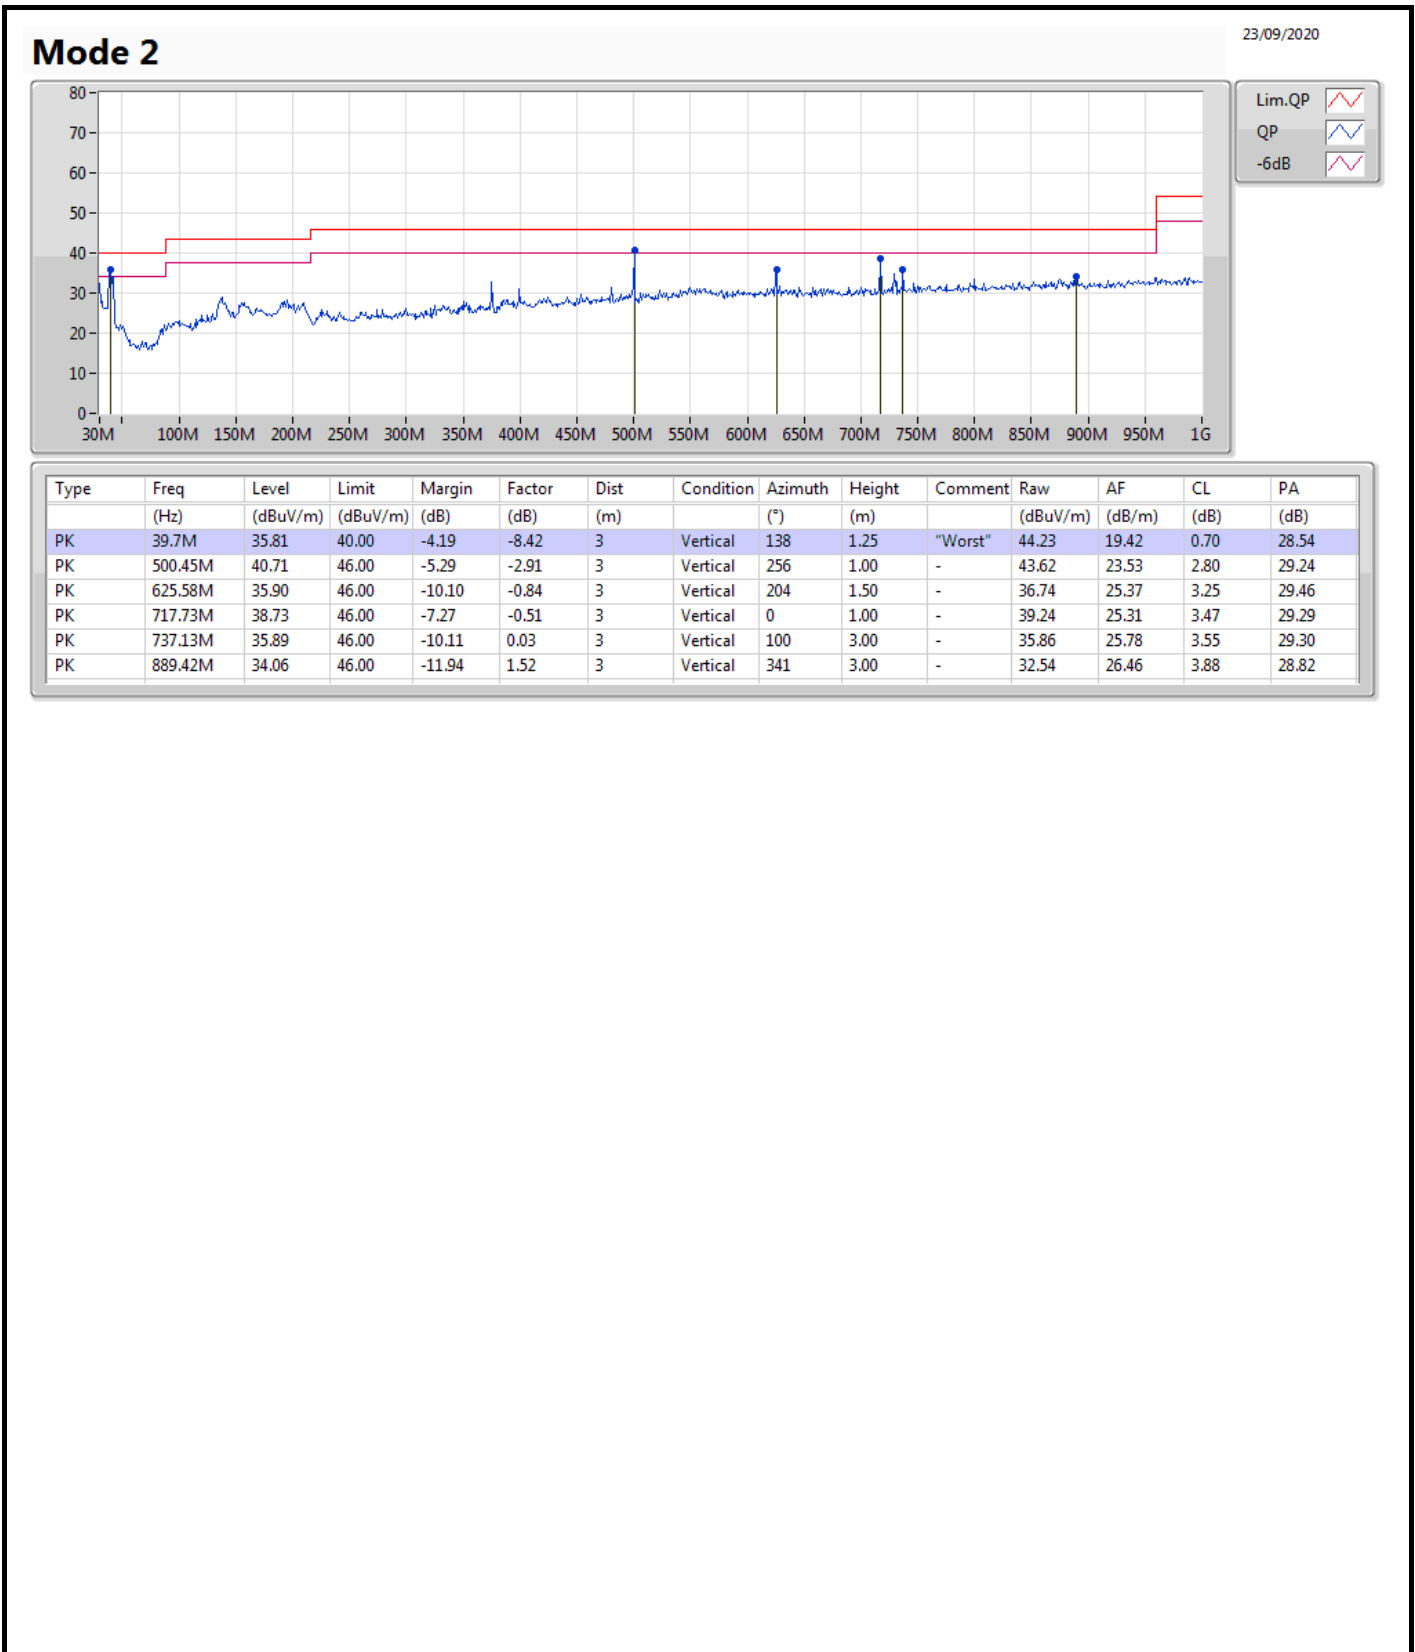 23/09/2020
Mode 2
80
70
60
50
40
30
20
10
0
30M 100M 150M 200M 250M 300M 350M 400M 450M 500M 550M 600M 650M 700M 750M 800M 850M 900M 950M 1G
Lim.QP
QP
-6dB
Type Freq Level Limit Margin Factor Dist Condition Azimuth Height Comment Raw AF CL PA
(Hz) (dBuV/m) (dBuV/m) (dB) (dB) (m) (°) (m) (dBuV/m) (dB/m) (dB) (dB)
PK 39.7M 35.81 40.00 -4.19 -8.42 3 Vertical 138 1.25 "Worst" 44.23 19.42 0.70 28.54
PK 500.45M 40.71 46.00 -5.29 -2.91 3 Vertical 256 1.00 - 43.62 23.53 2.80 29.24
PK 625.58M 35.90 46.00 -10.10 -0.84 3 Vertical 204 1.50 - 36.74 25.37 3.25 29.46
PK 717.73M 38.73 46.00 -7.27 -0.51 3 Vertical 0 1.00 - 39.24 25.31 3.47 29.29
PK 737.13M 35.89 46.00 -10.11 0.03 3 Vertical 100 3.00 - 35.86 25.78 3.55 29.30
PK 889.42M 34.06 46.00 -11.94 1.52 3 Vertical 341 3.00 - 32.54 26.46 3.88 28.82